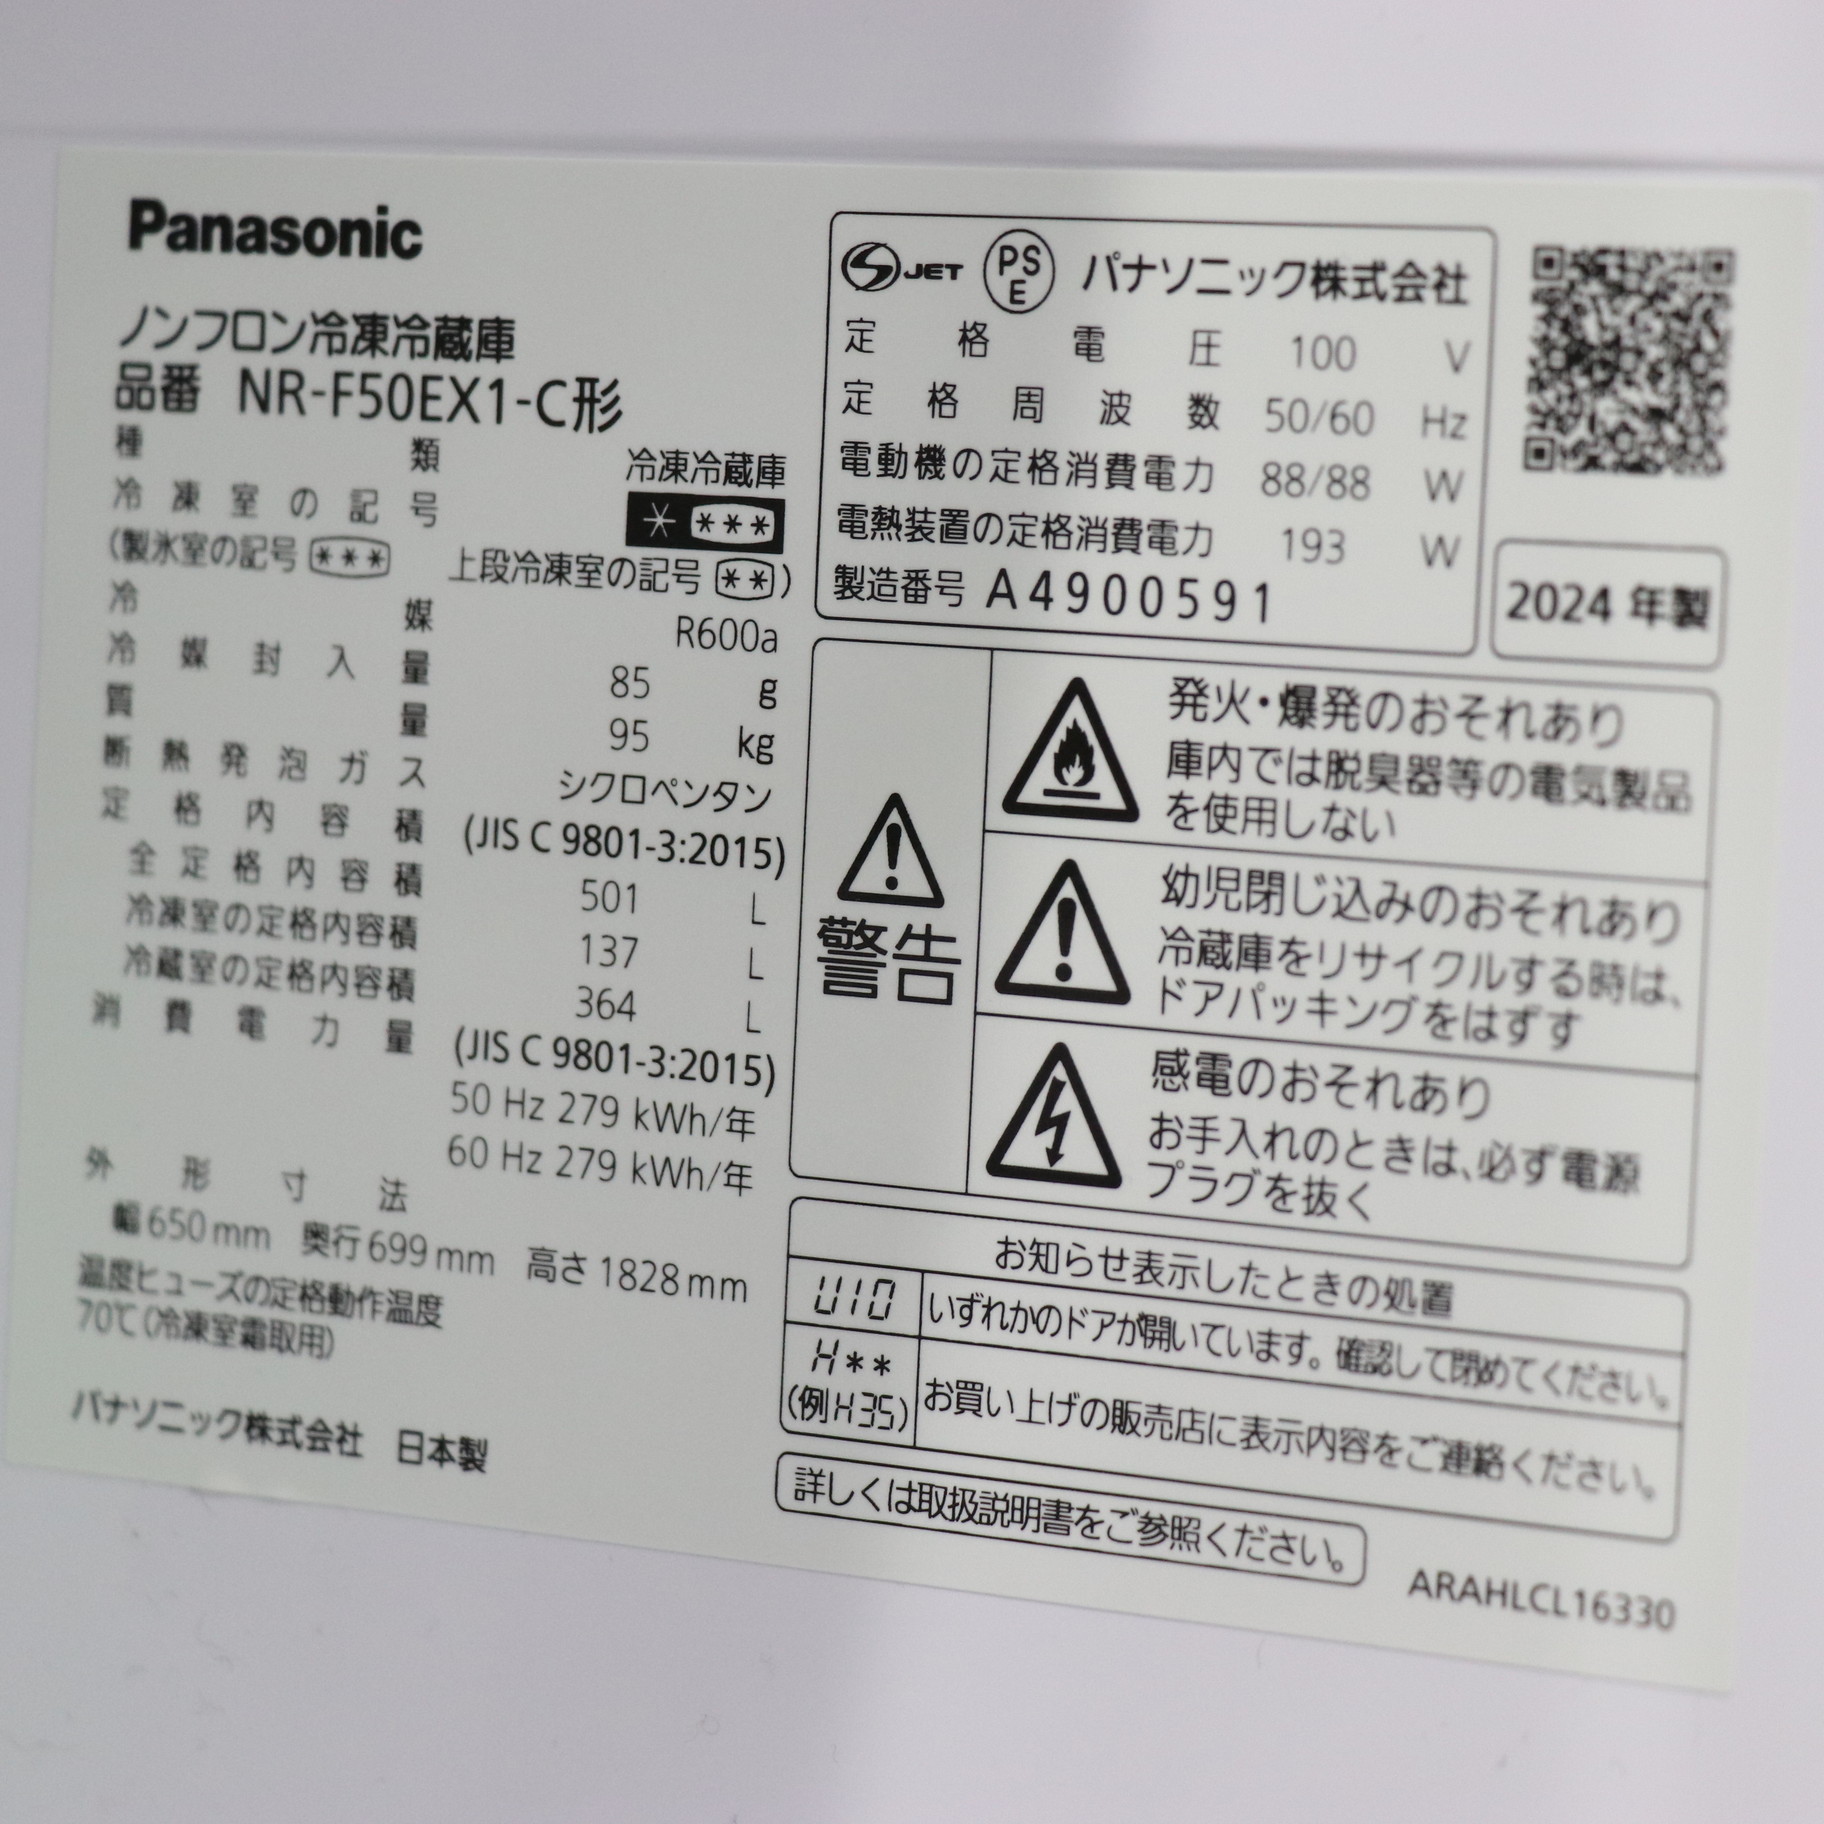 Panasonic
ノンフロン冷凍冷蔵庫
品番 NR-F50EX1-C形
種類 冷凍冷蔵庫
冷凍室の記号 * ***
(製氷室の記号 *** 上段冷凍室の記号 **)
冷媒 R600a
冷媒封入量 85 g
質量 95 kg
断熱発泡ガス シクロペンタン
定格内容積 (JIS C 9801-3:2015)
全定格内容積 501 L
冷凍室の定格内容積 137 L
冷蔵室の定格内容積 364 L
消費電力量 (JIS C 9801-3:2015)
50 Hz 279 kWh/年
60 Hz 279 kWh/年
外形寸法
幅650mm 奥行699mm 高さ1828mm
温度ヒューズの定格動作温度
70℃(冷凍室霜取用)
パナソニック株式会社 日本製
S JET PSE パナソニック株式会社
定格電圧 100 V
定格周波数 50/60 Hz
電動機の定格消費電力 88/88 W
電熱装置の定格消費電力 193 W
製造番号 A4900591
2024年製
警告
発火・爆発のおそれあり
庫内では脱臭器等の電気製品
を使用しない
幼児閉じ込みのおそれあり
冷蔵庫をリサイクルする時は、
ドアパッキングをはずす
感電のおそれあり
お手入れのときは、必ず電源
プラグを抜く
お知らせ表示したときの処置
U10 いずれかのドアが開いています。確認して閉めてください。
H**
(例H35) お買い上げの販売店に表示内容をご連絡ください。
詳しくは取扱説明書をご参照ください。
ARAHLCL16330